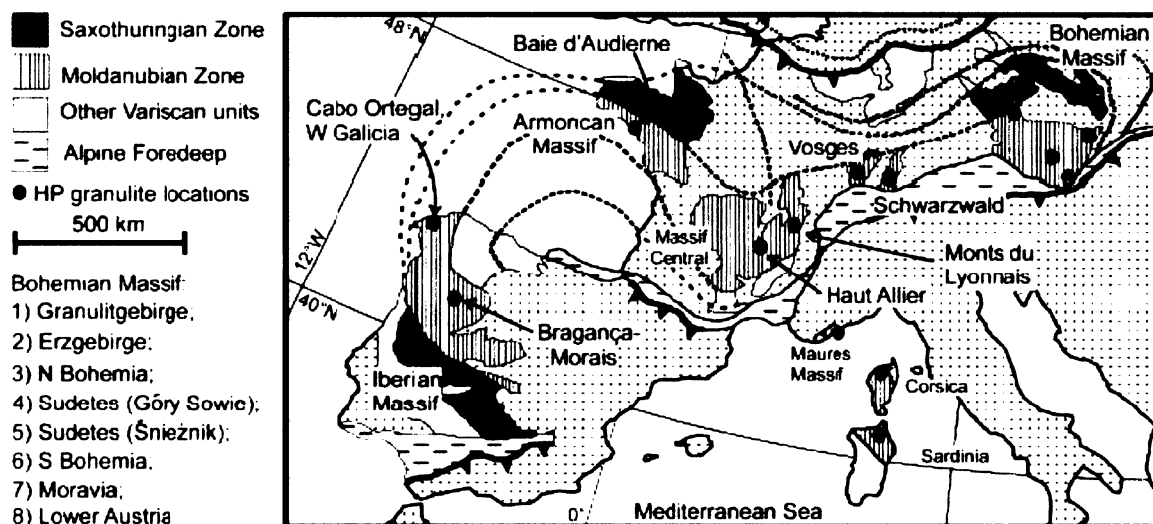 Saxothuringian Zone
Moldanubian Zone
Other Variscan units
Alpine Foredeep
HP granulite locations
500 km
12°W
40°N
Bohemian Massif:
1) Granulitgebirge;
2) Erzgebirge;
3) N Bohemia;
4) Sudetes (Góry Sowie);
5) Sudetes (Śnieżnik);
6) S Bohemia;
7) Moravia;
8) Lower Austria
48°N
Baie d'Audierne
Bohemian
Massif
Cabo Ortegal,
W Galicia
Armorican
Massif
Vosges
Schwarzwald
Massif
Central
Monts du
Lyonnais
Haut Allier
Bragança-
Morais
Maures
Massif
Iberian
Massif
Corsica
Sardinia
0°
Mediterranean Sea